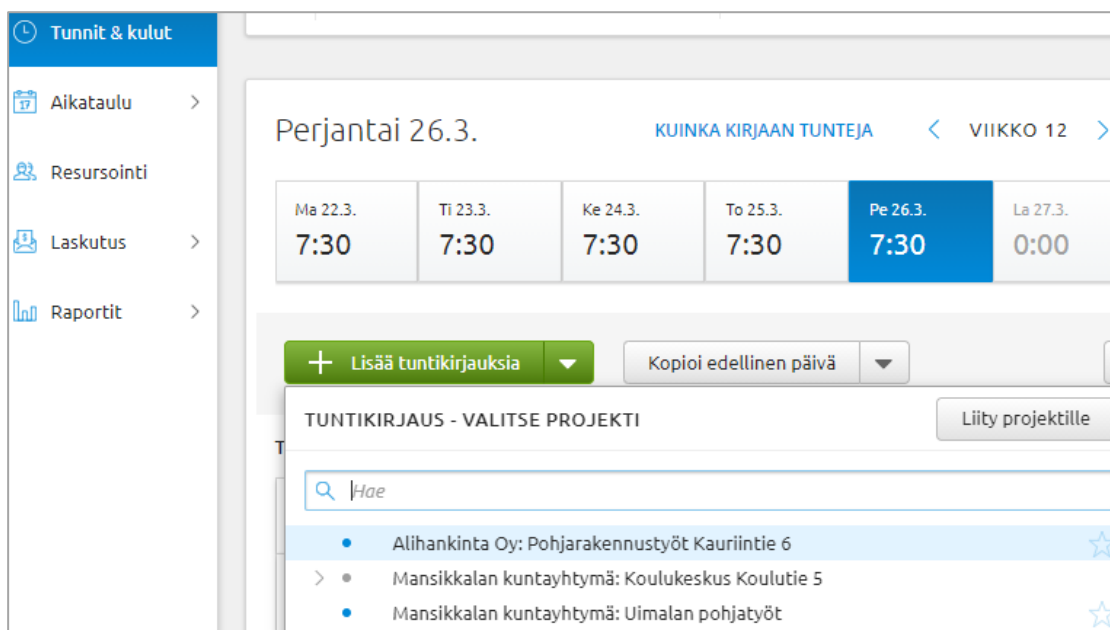 Tunnit & kulut
Aikataulu
Resursointi
Laskutus
Raportit
Perjantai 26.3.
KUINKA KIRJAAN TUNTEJA
VIIKKO 12
Ma 22.3.
7:30
Ti 23.3.
7:30
Ke 24.3.
7:30
To 25.3.
7:30
Pe 26.3.
7:30
La 27.3.
0:00
Lisää tuntikirjauksia
Kopioi edellinen päivä
TUNTIKIRJAUS - VALITSE PROJEKTI
Liity projektille
T
Hae
Alihankinta Oy: Pohjarakennustyöt Kauriintie 6
Mansikkalan kuntayhtymä: Koulukeskus Koulutie 5
Mansikkalan kuntayhtymä: Uimalan pohjatyöt